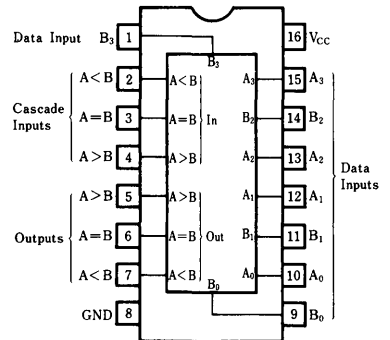 Data Input B₃ 1 16 V_CC
B₃
A<B 2 A<B A₃ 15 A₃
Cascade Inputs A=B 3 A=B In B₂ 14 B₂
A>B 4 A>B A₂ 13 A₂
Data Inputs
A>B 5 A>B A₁ 12 A₁
Outputs A=B 6 A=B Out B₁ 11 B₁
A<B 7 A<B A₀ 10 A₀
B₀
GND 8 9 B₀